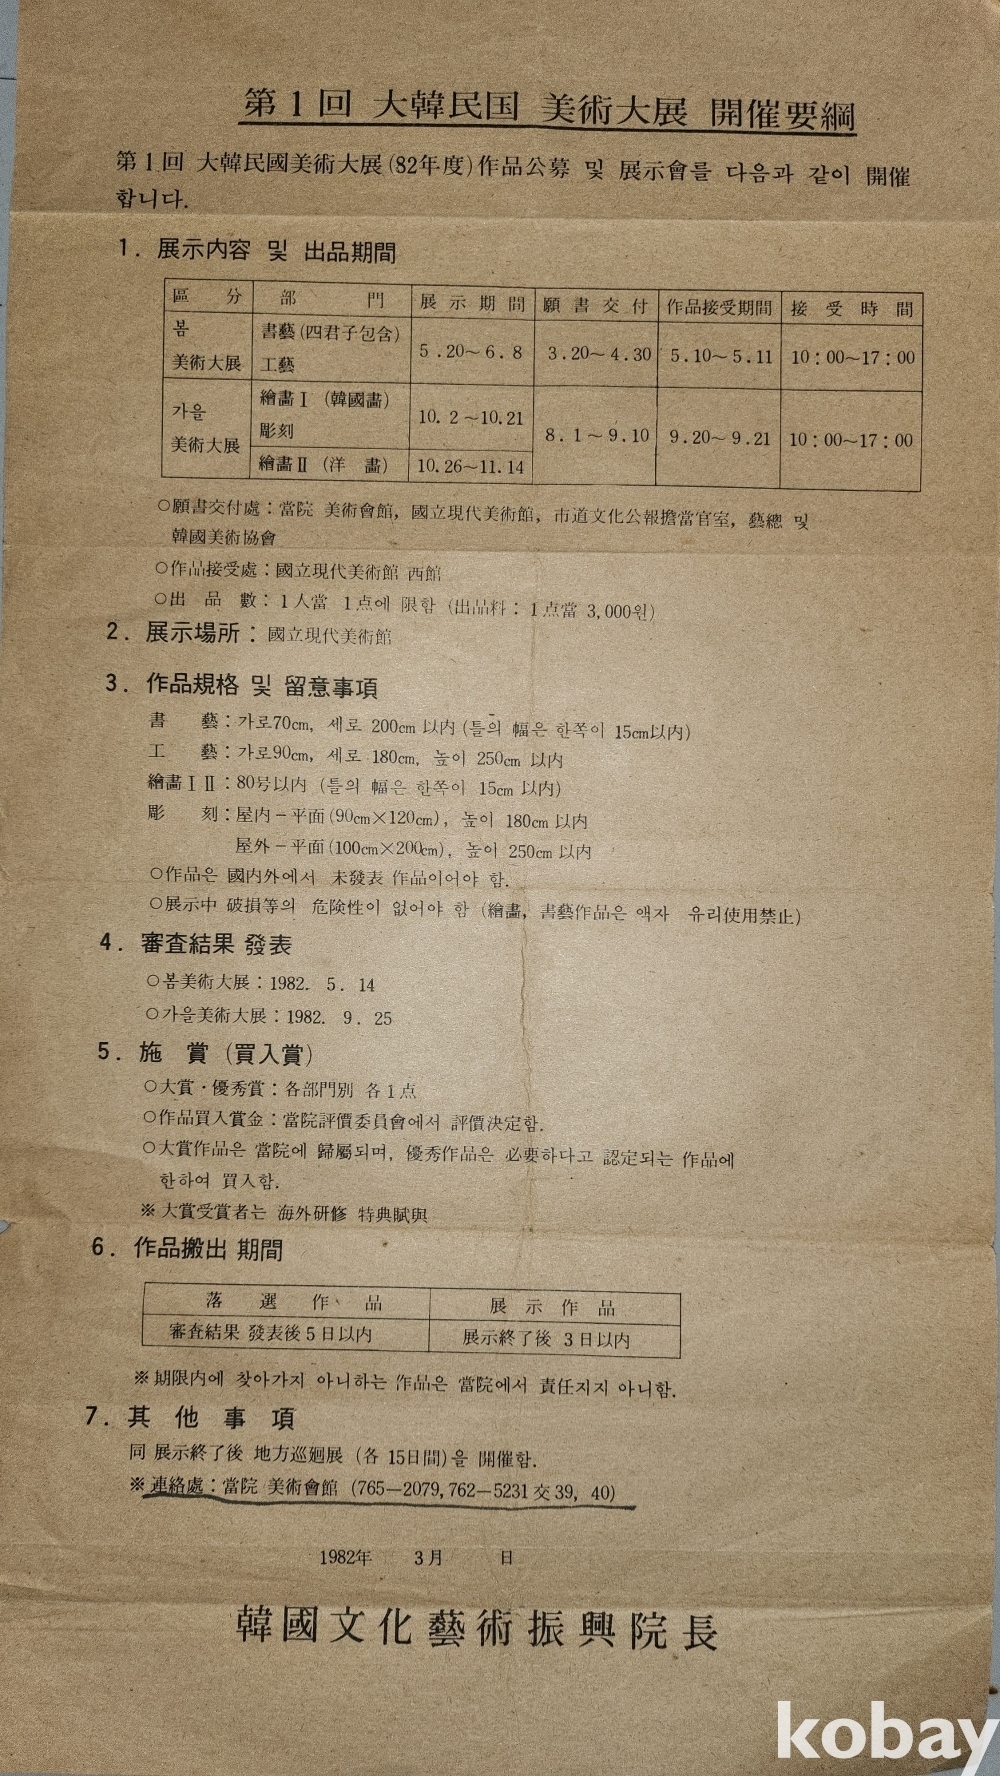 第1回 大韓民国 美術大展 開催要綱
第1回 大韓民國美術大展(82年度)作品公募 및 展示會를 다음과 같이 開催
합니다.
1. 展示内容 및 出品期間
區 分 部 門 展示期間 願書交付 作品接受期間 接受時間
봄 美術大展 書藝(四君子包含) 工藝 5.20~6.8 3.20~4.30 5.10~5.11 10:00~17:00
가을 美術大展 繪畫Ⅰ (韓國畫) 彫刻 10.2~10.21 8.1~9.10 9.20~9.21 10:00~17:00
繪畫Ⅱ (洋 畫) 10.26~11.14
○願書交付處:當院 美術會館, 國立現代美術館, 市道文化公報擔當官室, 藝總 및
韓國美術協會
○作品接受處:國立現代美術館 西館
○出 品 數: 1人當 1点에 限함 (出品料: 1点當 3,000원)
2. 展示場所: 國立現代美術館
3. 作品規格 및 留意事項
書 藝:가로70cm, 세로 200cm 以内(틀의 幅은 한쪽이 15cm以内)
工 藝:가로90cm, 세로 180cm, 높이 250cm 以内
繪畫ⅠⅡ:80号以内 (틀의 幅은 한쪽이 15cm 以内)
彫 刻:屋内-平面(90cm×120cm), 높이 180cm 以内
屋外-平面(100cm×200cm), 높이 250cm 以内
○作品은 國内外에서 未發表 作品이어야 함.
○展示中 破損等의 危険性이 없어야 함 (繪畫, 書藝作品은 액자 유리使用禁止)
4. 審査結果 發表
○봄美術大展:1982. 5. 14
○가을美術大展:1982. 9. 25
5. 施 賞 (買入賞)
○大賞·優秀賞:各部門別 各1点
○作品買入賞金:當院評價委員會에서 評價決定함.
○大賞作品은 當院에 歸屬되며, 優秀作品은 必要하다고 認定되는 作品에
한하여 買入함.
※大賞受賞者는 海外研修 特典賦與
6. 作品搬出 期間
落 選 作 品 展 示 作 品
審査結果 發表後5日以内 展示終了後 3日以内
※期限内에 찾아가지 아니하는 作品은 當院에서 責任지지 아니함.
7. 其 他 事 項
同 展示終了後 地方巡廻展 (各 15日間)을 開催함.
※連絡處:當院 美術會館 (765-2079, 762-5231 交39, 40)
1982年 3月 日
韓國文化藝術振興院長
kobay